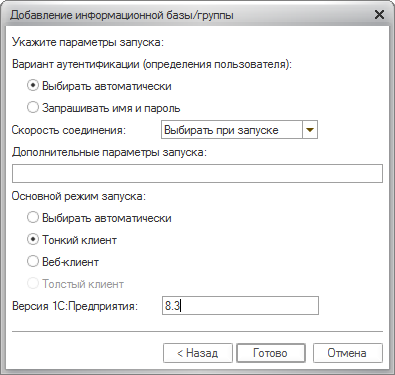 Добавление информационной базы/группы
Укажите параметры запуска:
Вариант аутентификации (определения пользователя):
Выбирать автоматически
Запрашивать имя и пароль
Скорость соединения: Выбирать при запуске
Дополнительные параметры запуска:
Основной режим запуска:
Выбирать автоматически
Тонкий клиент
Веб-клиент
Толстый клиент
Версия 1С:Предприятия: 8.3
< Назад Готово Отмена